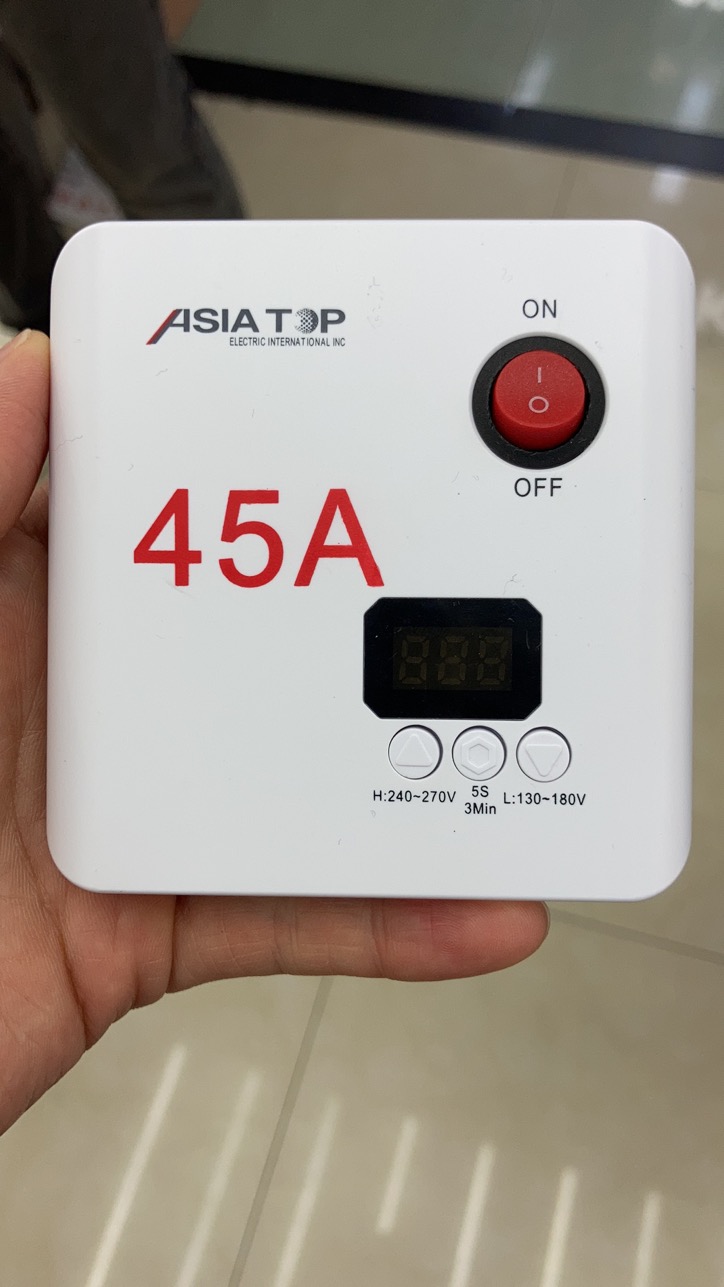 ASIA TOP
ELECTRIC INTERNATIONAL INC
ON
OFF
45A
H:240~270V
5S
3Min
L:130~180V